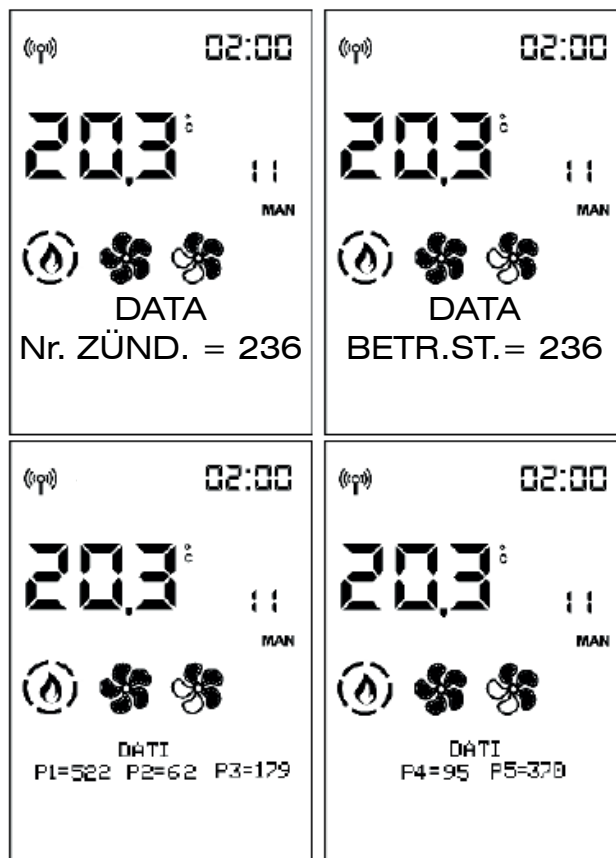 02:00
20,3 °C
11
MAN
DATA
Nr. ZÜND. = 236
02:00
20,3 °C
11
MAN
DATA
BETR.ST.= 236
02:00
20,3 °C
11
MAN
DATI
P1=522 P2=62 P3=179
02:00
20,3 °C
11
MAN
DATI
P4=95 P5=370